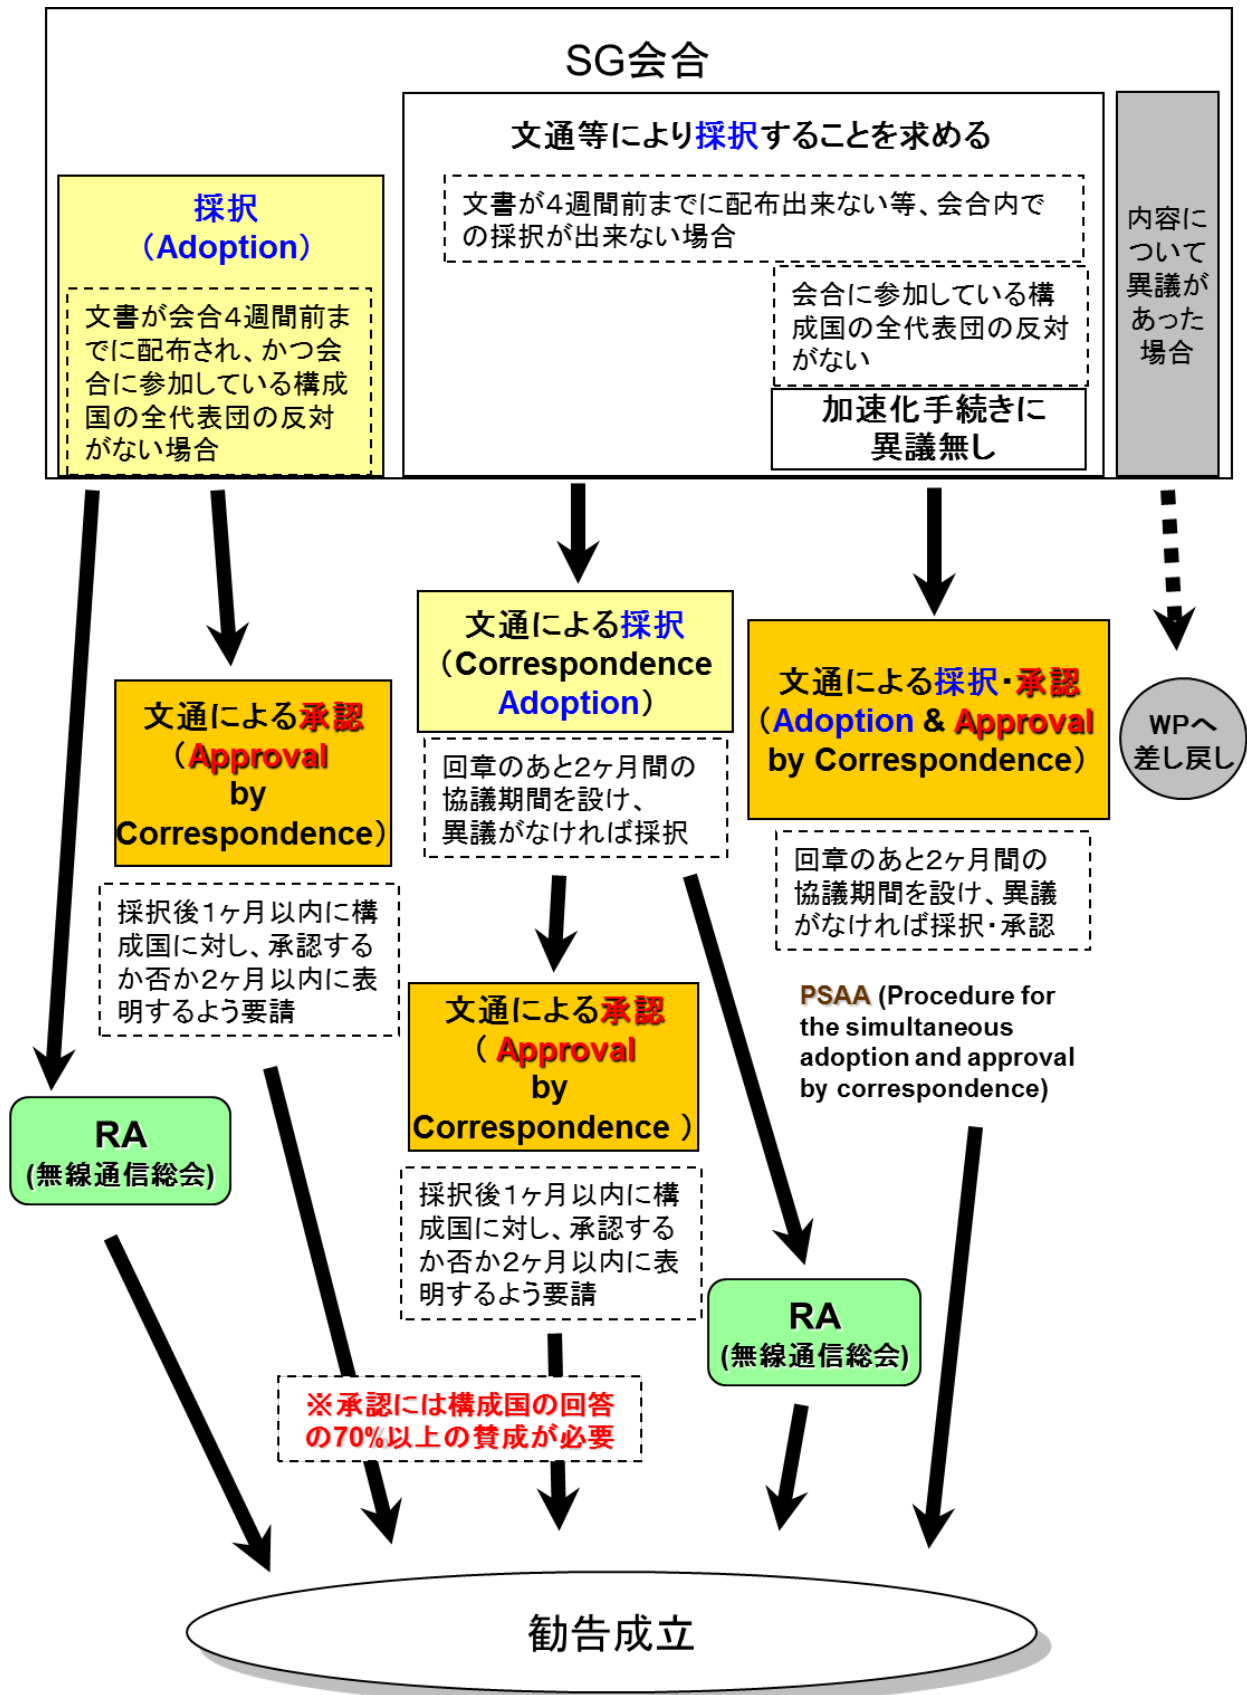 SG会合
採択
（Adoption）
文書が会合４週間前ま
でに配布され、かつ会
合に参加している構成
国の全代表団の反対
がない場合
文通等により採択することを求める
文書が４週間前までに配布出来ない等、会合内で
の採択が出来ない場合
会合に参加している構
成国の全代表団の反対
がない
加速化手続きに
異議無し
内容に
ついて
異議が
あった
場合
文通による承認
（Approval
by
Correspondence）
採択後１ヶ月以内に構
成国に対し、承認する
か否か２ヶ月以内に表
明するよう要請
文通による採択
（Correspondence
Adoption）
回章のあと２ヶ月間の
協議期間を設け、
異議がなければ採択
文通による採択・承認
（Adoption & Approval
by Correspondence）
回章のあと２ヶ月間の
協議期間を設け、異議
がなければ採択・承認
PSAA (Procedure for
the simultaneous
adoption and approval
by correspondence)
WPへ
差し戻し
文通による承認
（ Approval
by
Correspondence ）
採択後１ヶ月以内に構
成国に対し、承認する
か否か２ヶ月以内に表
明するよう要請
RA
(無線通信総会)
RA
(無線通信総会)
※承認には構成国の回答
の70%以上の賛成が必要
勧告成立